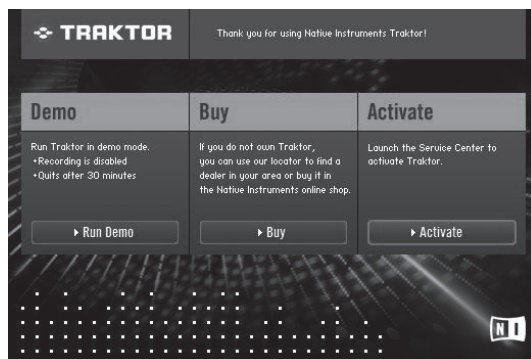 TRAKTOR
Thank you for using Native Instruments Traktor!
Demo
Run Traktor in demo mode.
•Recording is disabled
•Quits after 30 minutes
Run Demo
Buy
If you do not own Traktor,
you can use our locator to find a
dealer in your area or buy it in
the Native Instruments online shop.
Buy
Activate
Launch the Service Center to
activate Traktor.
Activate
NI